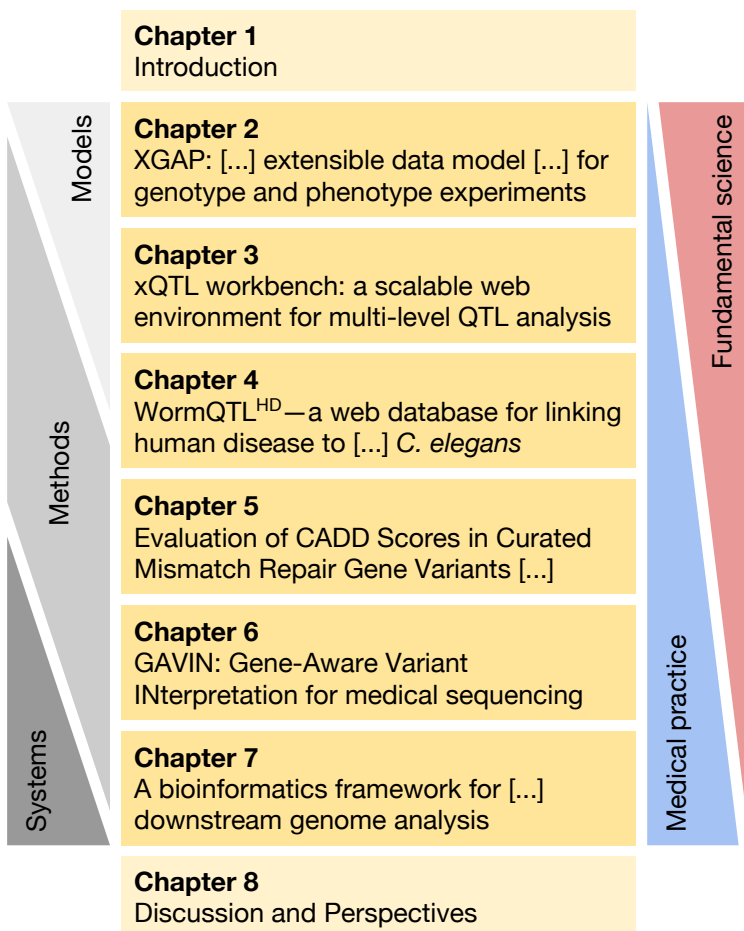 Chapter 1
Introduction
Chapter 2
XGAP: [...] extensible data model [...] for
genotype and phenotype experiments
Chapter 3
xQTL workbench: a scalable web
environment for multi-level QTL analysis
Chapter 4
WormQTLᴴᴰ—a web database for linking
human disease to [...] C. elegans
Chapter 5
Evaluation of CADD Scores in Curated
Mismatch Repair Gene Variants [...]
Chapter 6
GAVIN: Gene-Aware Variant
INterpretation for medical sequencing
Chapter 7
A bioinformatics framework for [...]
downstream genome analysis
Chapter 8
Discussion and Perspectives
Models
Methods
Systems
Fundamental science
Medical practice